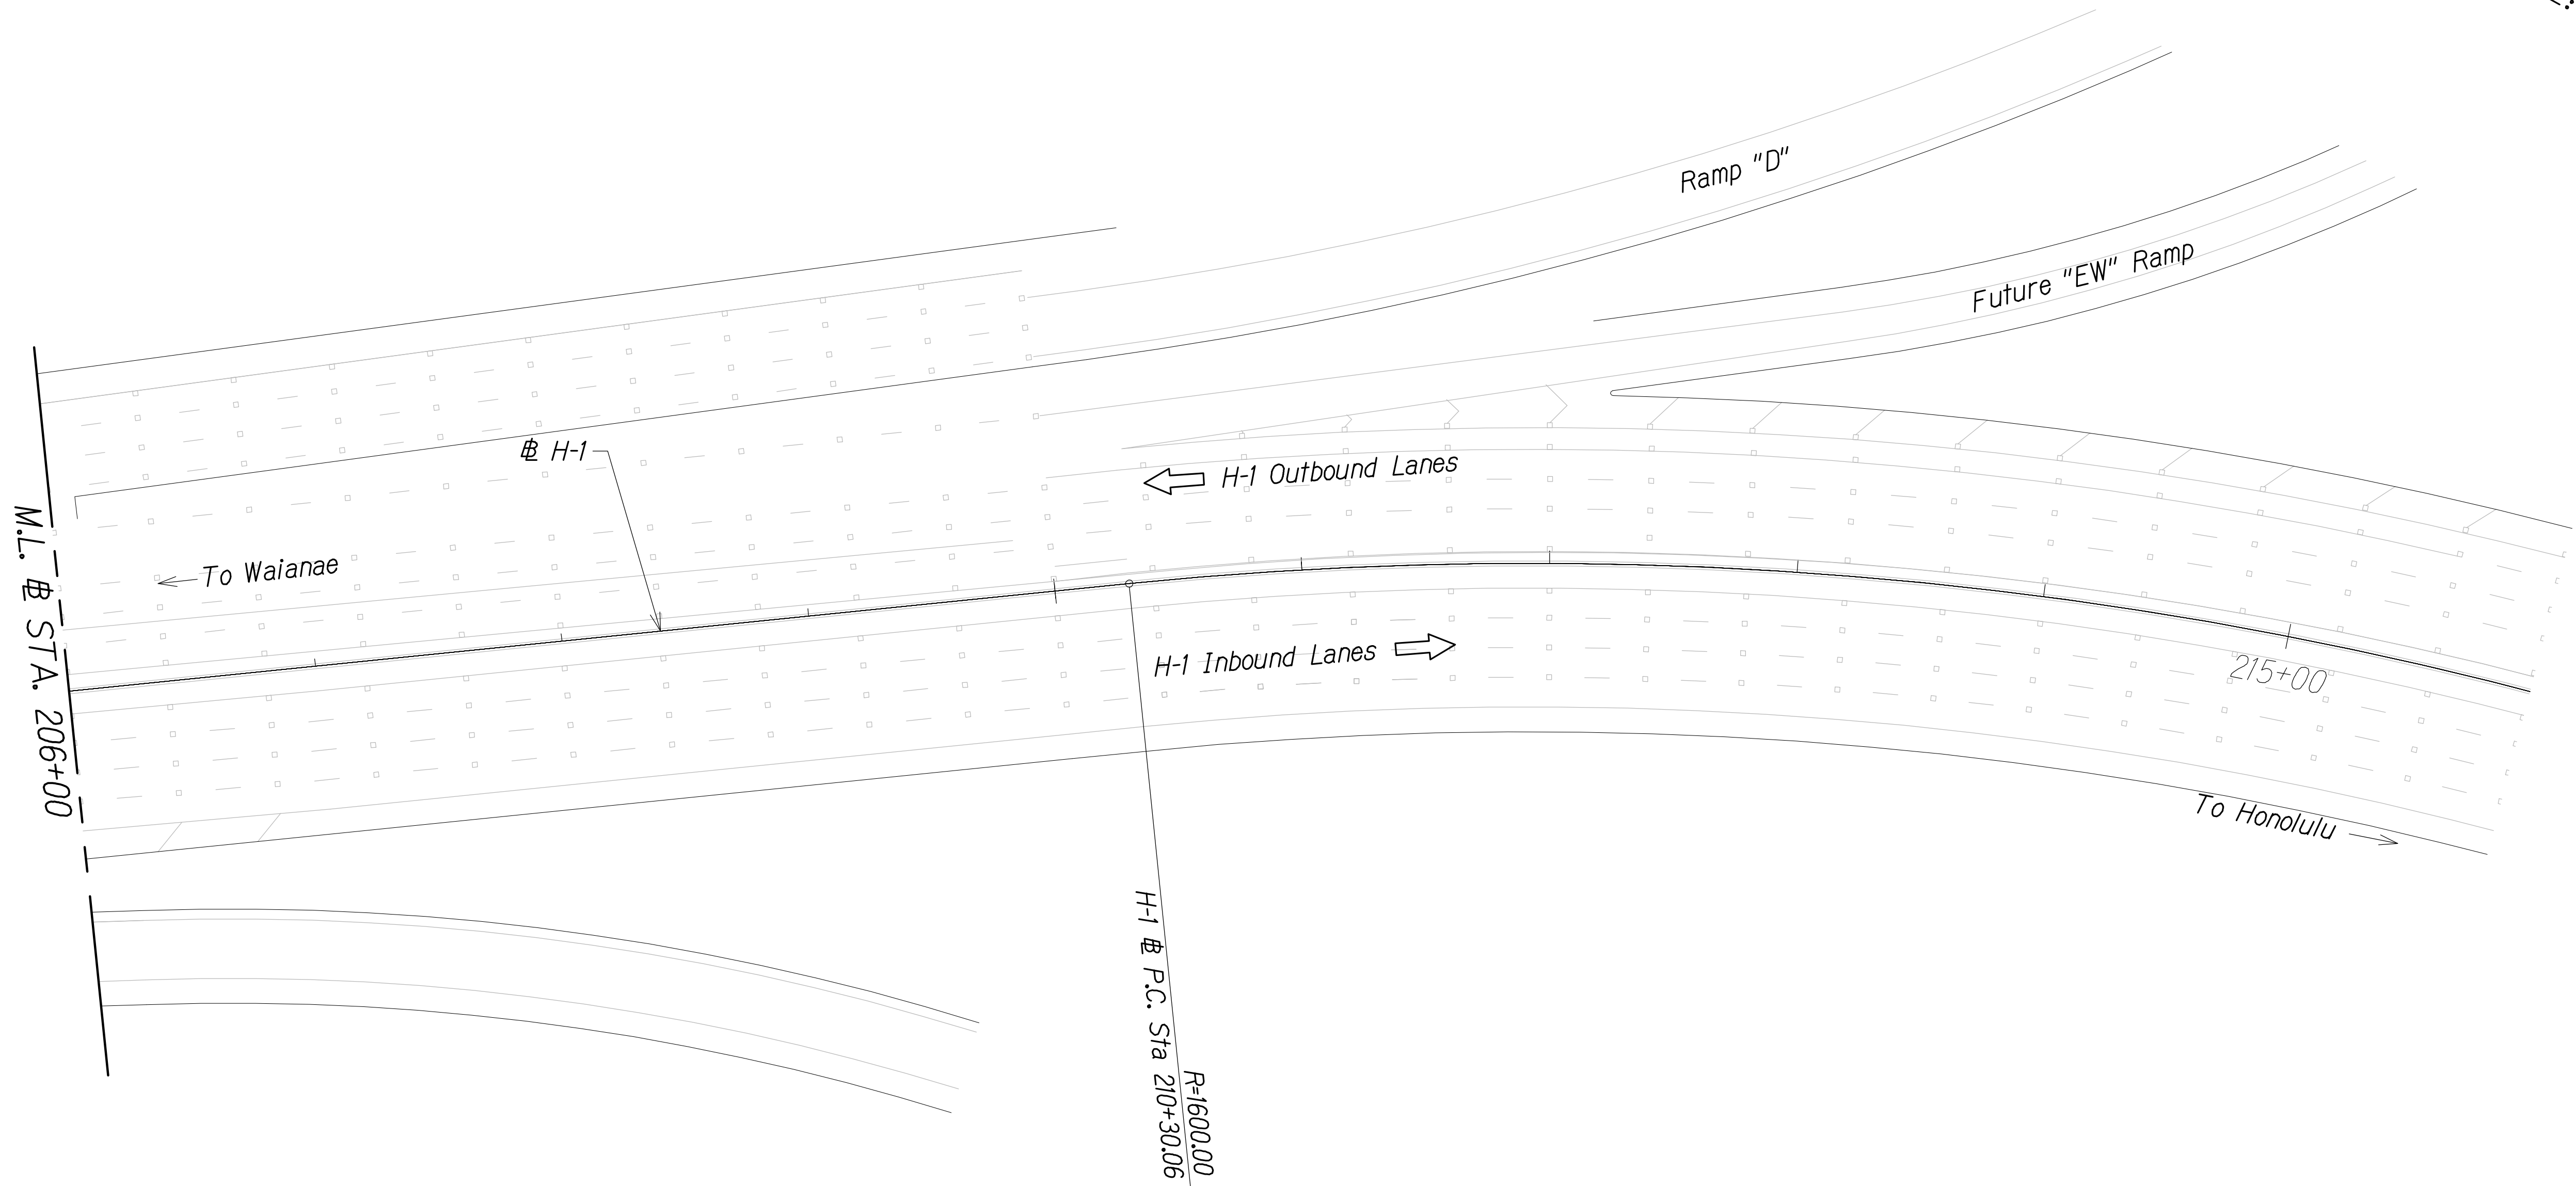 Ramp "D"
Future "EW" Ramp
℄ H-1
H-1 Outbound Lanes
To Waianae
M.L. ℄ STA. 206+00
H-1 Inbound Lanes
215+00
To Honolulu
H-1 ℄ P.C. Sta 210+30.06
R=1600.00